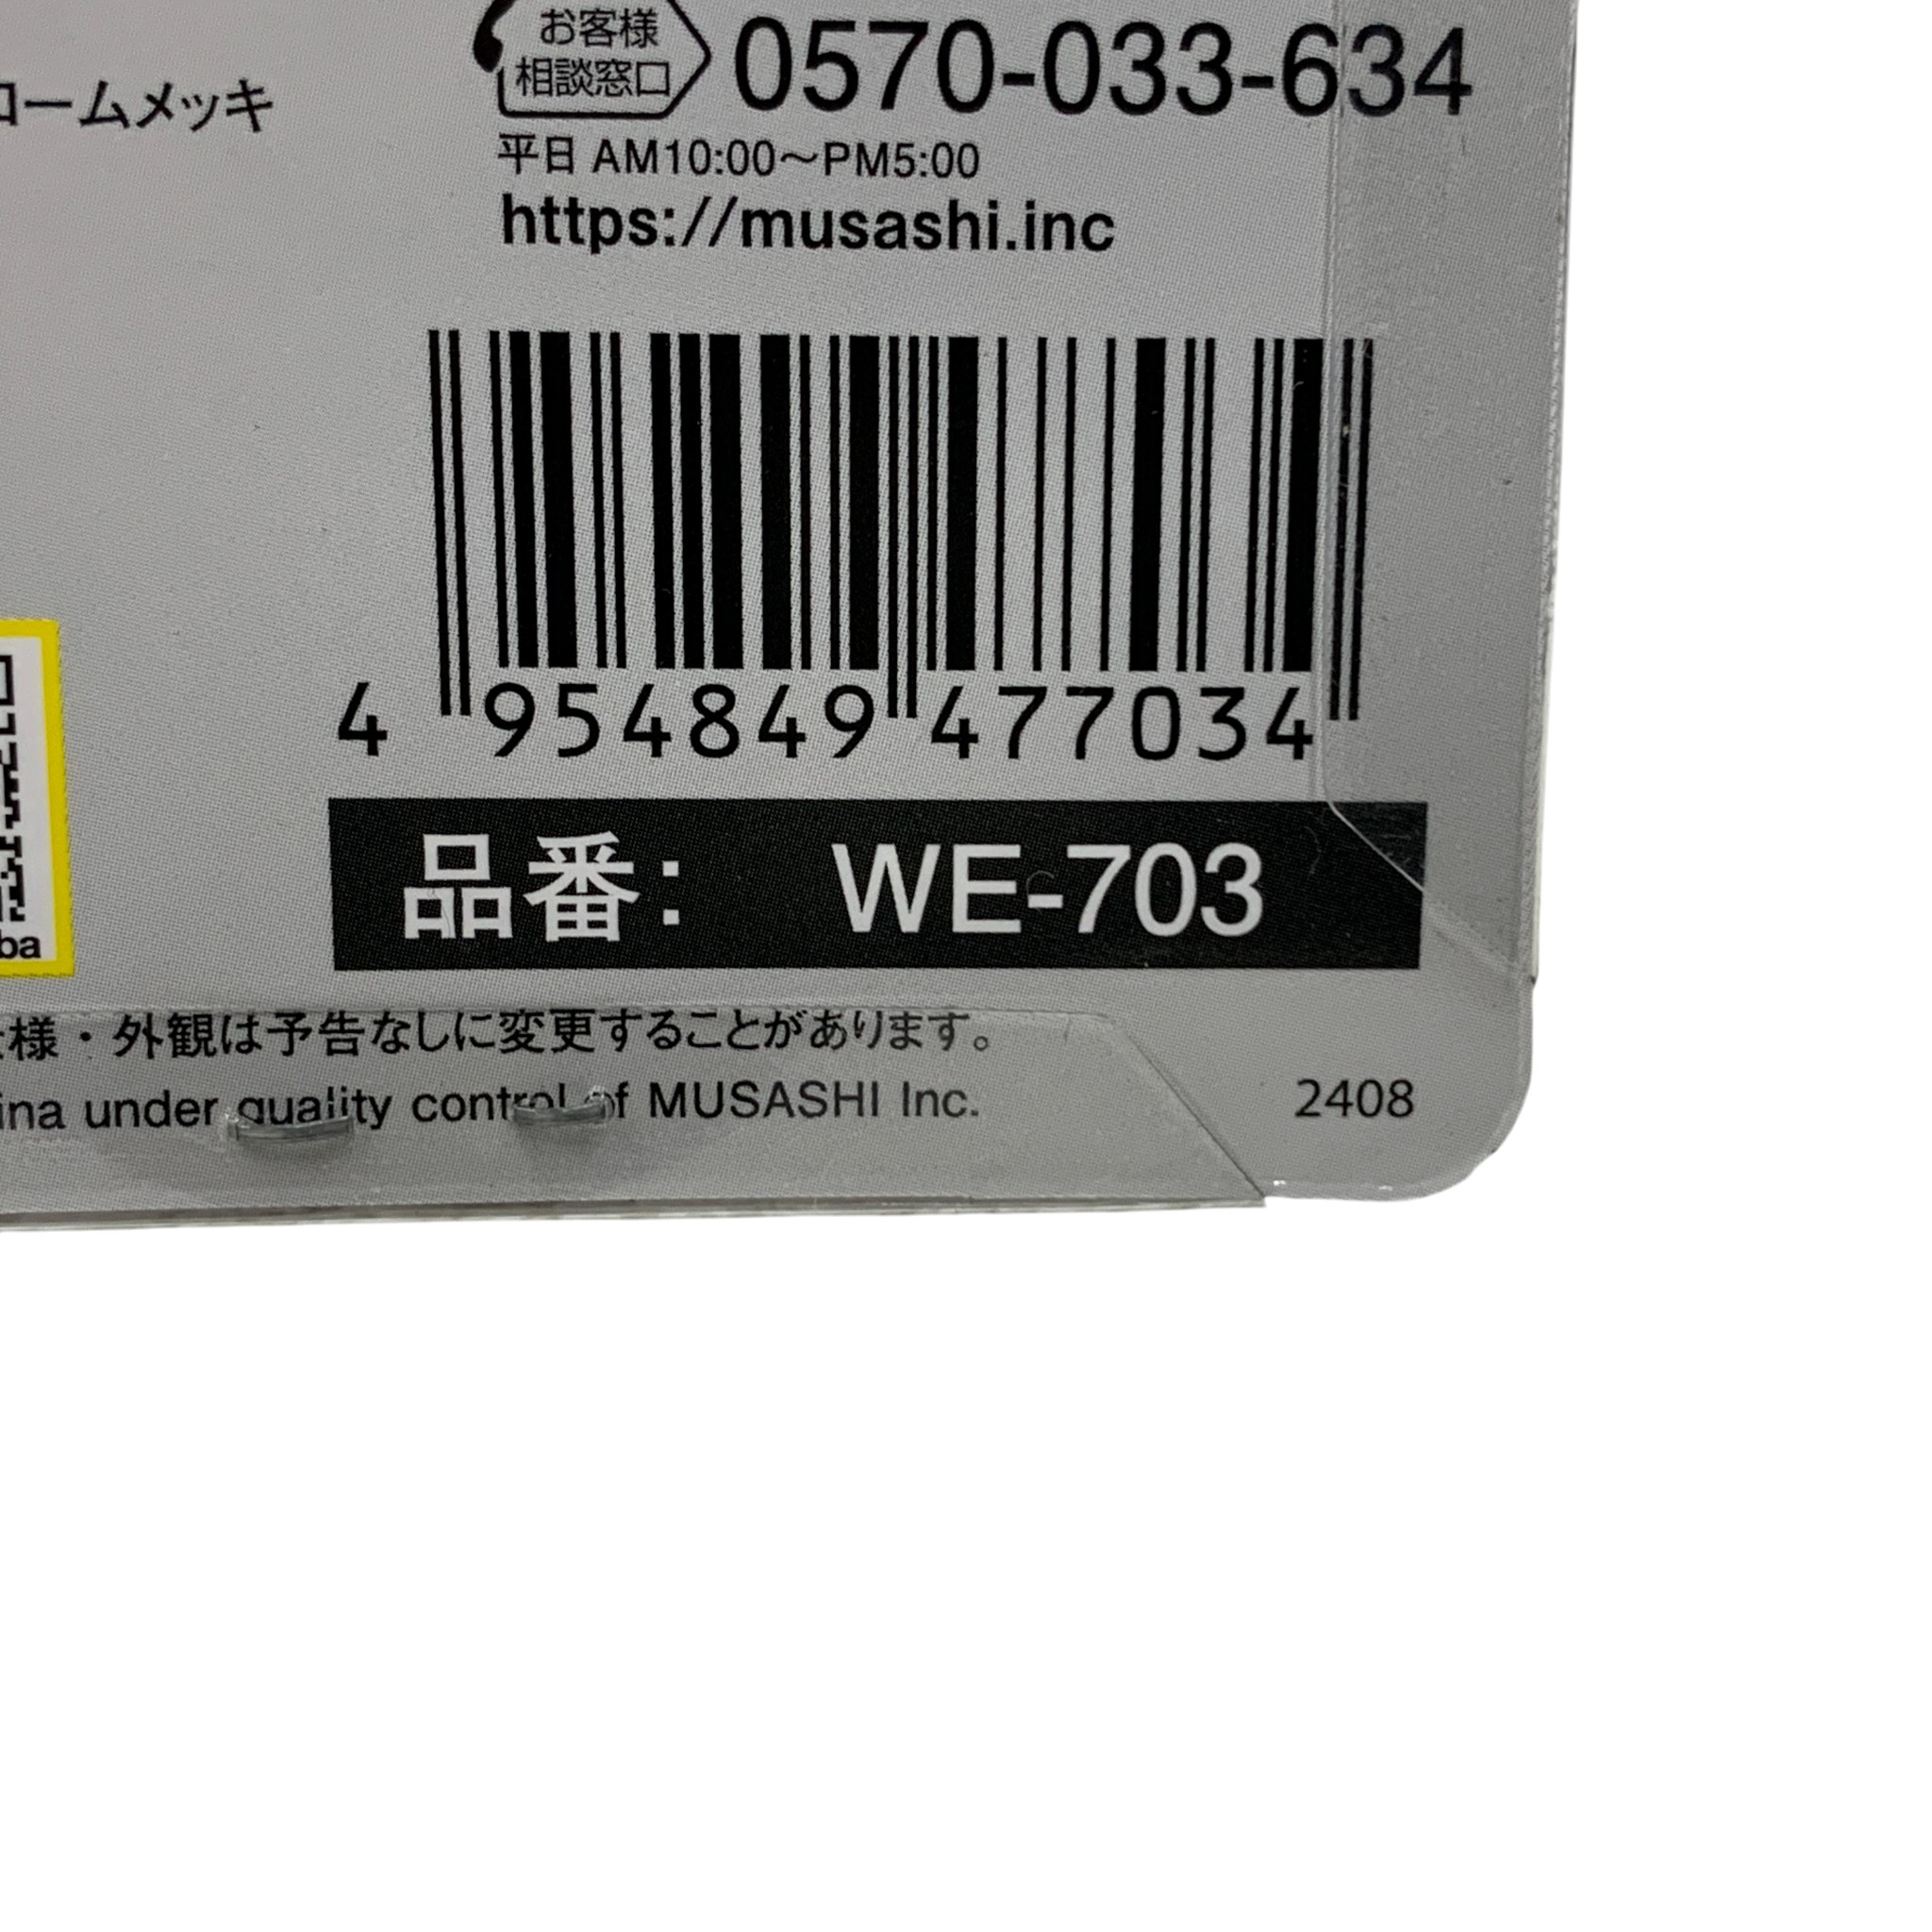 お客様
相談窓口
0570-033-634
ームメッキ
平日 AM10:00～PM5:00
https://musashi.inc
4 954849 477034
品番： WE-703
ba
様・外観は予告なしに変更することがあります。
under quality control of MUSASHI Inc.
2408